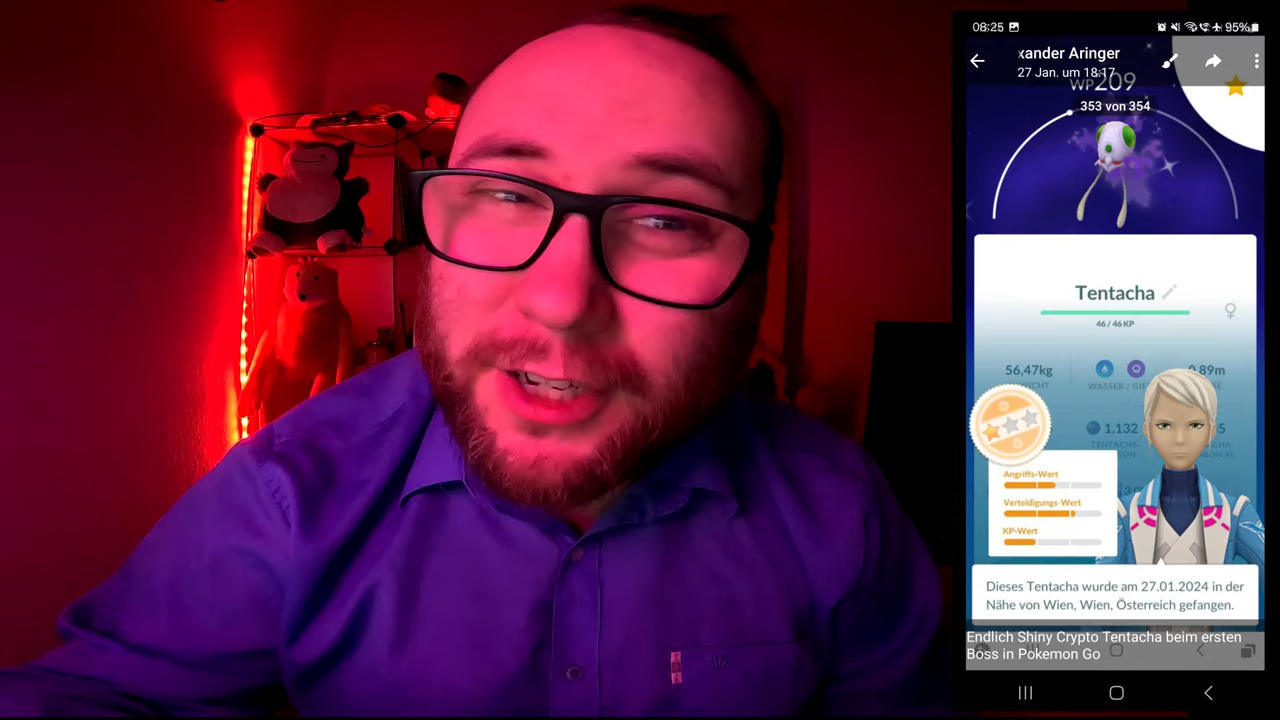 08:25
95%
xander Aringer
27 Jan. um 18:17
WP209
353 von 354
Tentacha
46 / 46 KP
56,47kg
0,89m
WASSER / GIFT
1.132
Angriffs-Wert
Verteidigungs-Wert
KP-Wert
Dieses Tentacha wurde am 27.01.2024 in der
Nähe von Wien, Wien, Österreich gefangen.
Endlich Shiny Crypto Tentacha beim ersten
Boss in Pokemon Go